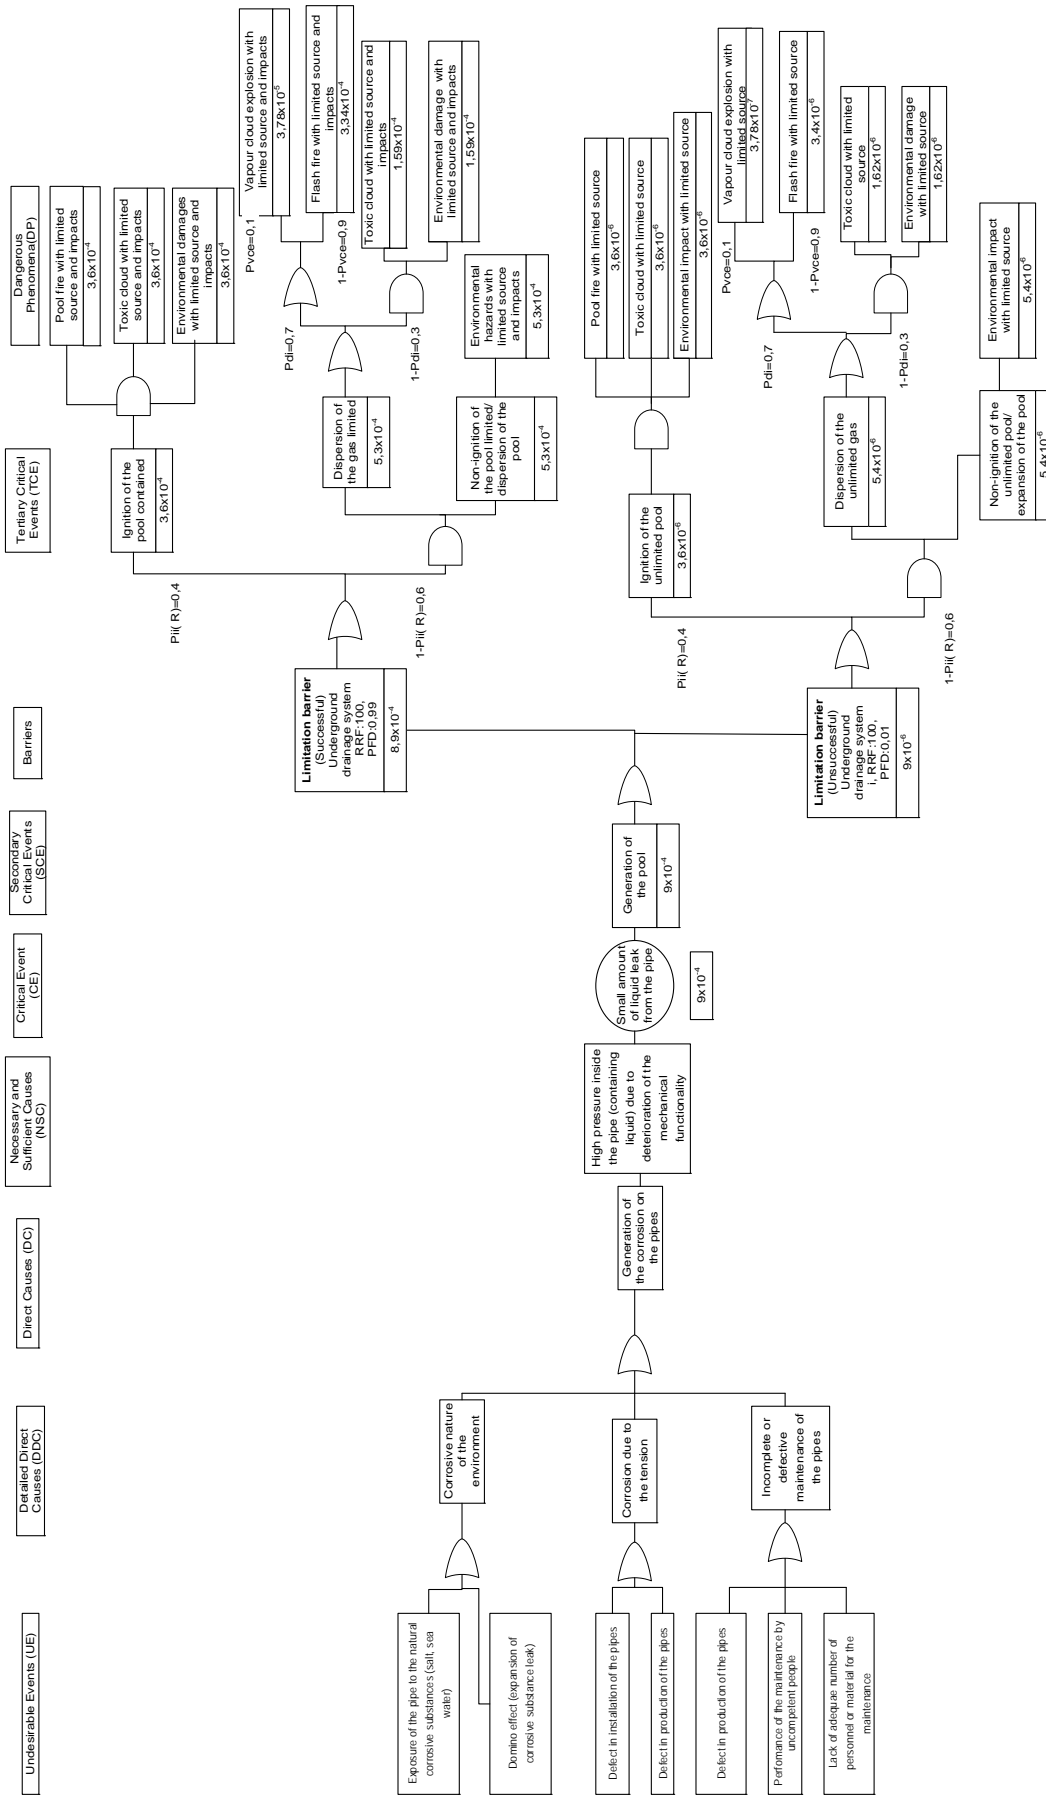 Undesirable Events (UE)
Detailed Direct
Causes (DDC)
Direct Causes (DC)
Necessary and
Sufficient Causes
(NSC)
Critical Event
(CE)
Secondary
Critical Events
(SCE)
Barriers
Tertiary Critical
Events (TCE)
Dangerous
Phenomena(DP)
Exposure of the pipe to the natural
corrosive substances (salt, sea
water)
Domino effect (expansion of
corrosive substance leak)
Defect in installation of the pipes
Defect in production of the pipes
Defect in production of the pipes
Perfomance of the maintenance by
uncompetent people
Lack of adequae number of
personnel or material for the
maintenance
Corrosive nature
of the
environment
Corrosion due to
the tension
Incomplete or
defective
maintenance of
the pipes
Generation of
the corrosion on
the pipes
High pressure inside
the pipe (containing
liquid) due to
deterioration of the
mechanical
functionality
Small amount
of liquid leak
from the pipe
9x10⁻⁴
Generation of
the pool
9x10⁻⁴
Limitation barrier
(Successful)
Underground
drainage system
RRF:100,
PFD:0,99
8,9x10⁻⁴
Limitation barrier
(Unsuccessful)
Underground
drainage system
i, RRF:100,
PFD:0,01
9x10⁻⁶
Pii( R)=0,4
1-Pii( R)=0,6
Ignition of the
pool contained
3,6x10⁻⁴
Dispersion of
the gas limited
5,3x10⁻⁴
Non-ignition of
the pool limited/
dispersion of the
pool
5,3x10⁻⁴
Pool fire with limited
source and impacts
3,6x10⁻⁴
Toxic cloud with limited
source and impacts
3,6x10⁻⁴
Environmental damages
with limited source and
impacts
3,6x10⁻⁴
Pdi=0,7
1-Pdi=0,3
Pvce=0,1
1-Pvce=0,9
Vapour cloud explosion with
limited source and impacts
3,78x10⁻⁵
Flash fire with limited source and
impacts
3,34x10⁻⁴
Toxic cloud with limited source and
impacts
1,59x10⁻⁴
Environmental damage with
limited source and impacts
1,59x10⁻⁴
Environmental
hazards with
limited source
and impacts
5,3x10⁻⁴
Pii( R)=0,4
1-Pii( R)=0,6
Ignition of the
unlimited pool
3,6x10⁻⁶
Dispersion of the
unlimited gas
5,4x10⁻⁶
Non-ignition of the
unlimited pool/
expansion of the pool
5,4x10⁻⁶
Pool fire with limited source
3,6x10⁻⁶
Toxic cloud with limited source
3,6x10⁻⁶
Environmental impact with limited source
3,6x10⁻⁶
Pdi=0,7
1-Pdi=0,3
Pvce=0,1
1-Pvce=0,9
Vapour cloud explosion with
limited source
3,78x10⁻⁷
Flash fire with limited source
3,4x10⁻⁶
Toxic cloud with limited
source
1,62x10⁻⁶
Environmental damage
with limited source
1,62x10⁻⁶
Environmental impact
with limited source
5,4x10⁻⁶